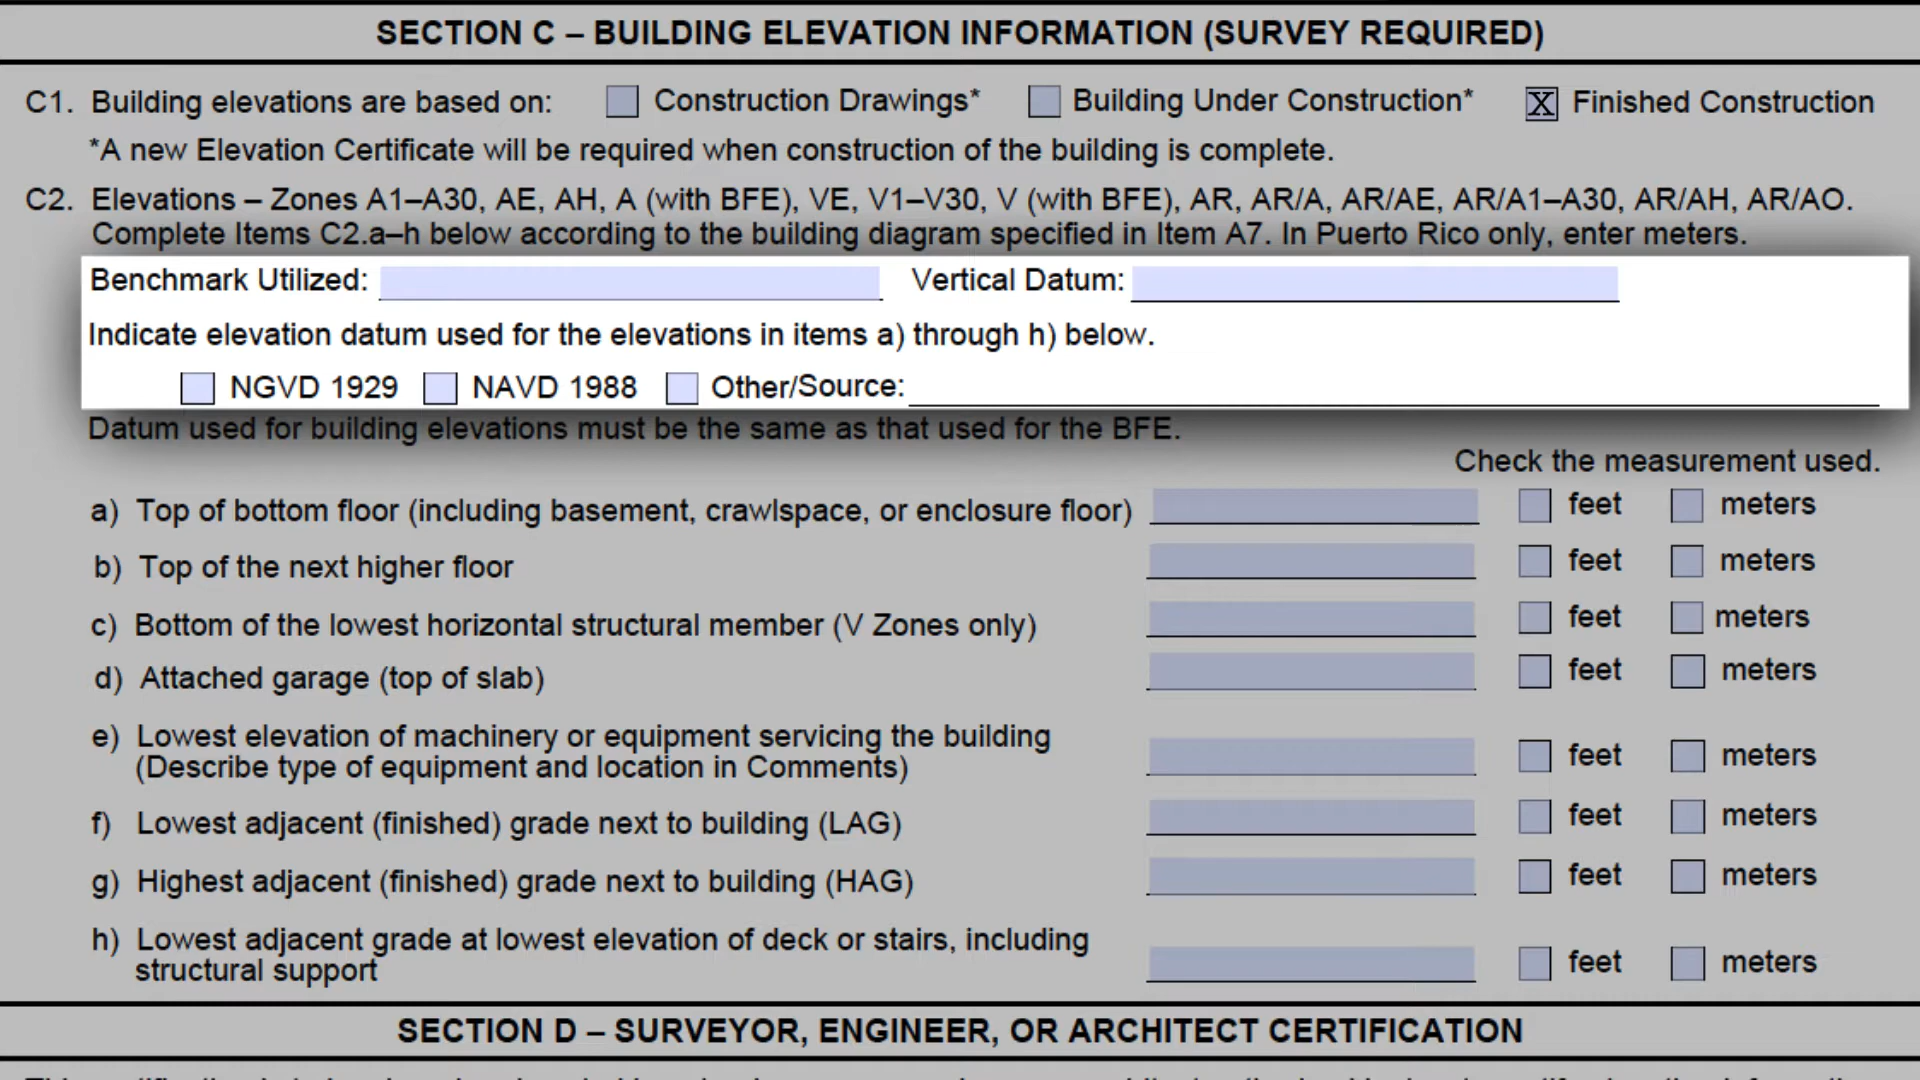 SECTION C – BUILDING ELEVATION INFORMATION (SURVEY REQUIRED)
C1. Building elevations are based on: Construction Drawings* Building Under Construction* X Finished Construction
*A new Elevation Certificate will be required when construction of the building is complete.
C2. Elevations – Zones A1–A30, AE, AH, A (with BFE), VE, V1–V30, V (with BFE), AR, AR/A, AR/AE, AR/A1–A30, AR/AH, AR/AO.
Complete Items C2.a–h below according to the building diagram specified in Item A7. In Puerto Rico only, enter meters.
Benchmark Utilized: Vertical Datum:
Indicate elevation datum used for the elevations in items a) through h) below.
NGVD 1929 NAVD 1988 Other/Source:
Datum used for building elevations must be the same as that used for the BFE.
Check the measurement used.
a) Top of bottom floor (including basement, crawlspace, or enclosure floor) feet meters
b) Top of the next higher floor feet meters
c) Bottom of the lowest horizontal structural member (V Zones only) feet meters
d) Attached garage (top of slab) feet meters
e) Lowest elevation of machinery or equipment servicing the building
(Describe type of equipment and location in Comments) feet meters
f) Lowest adjacent (finished) grade next to building (LAG) feet meters
g) Highest adjacent (finished) grade next to building (HAG) feet meters
h) Lowest adjacent grade at lowest elevation of deck or stairs, including
structural support feet meters
SECTION D – SURVEYOR, ENGINEER, OR ARCHITECT CERTIFICATION